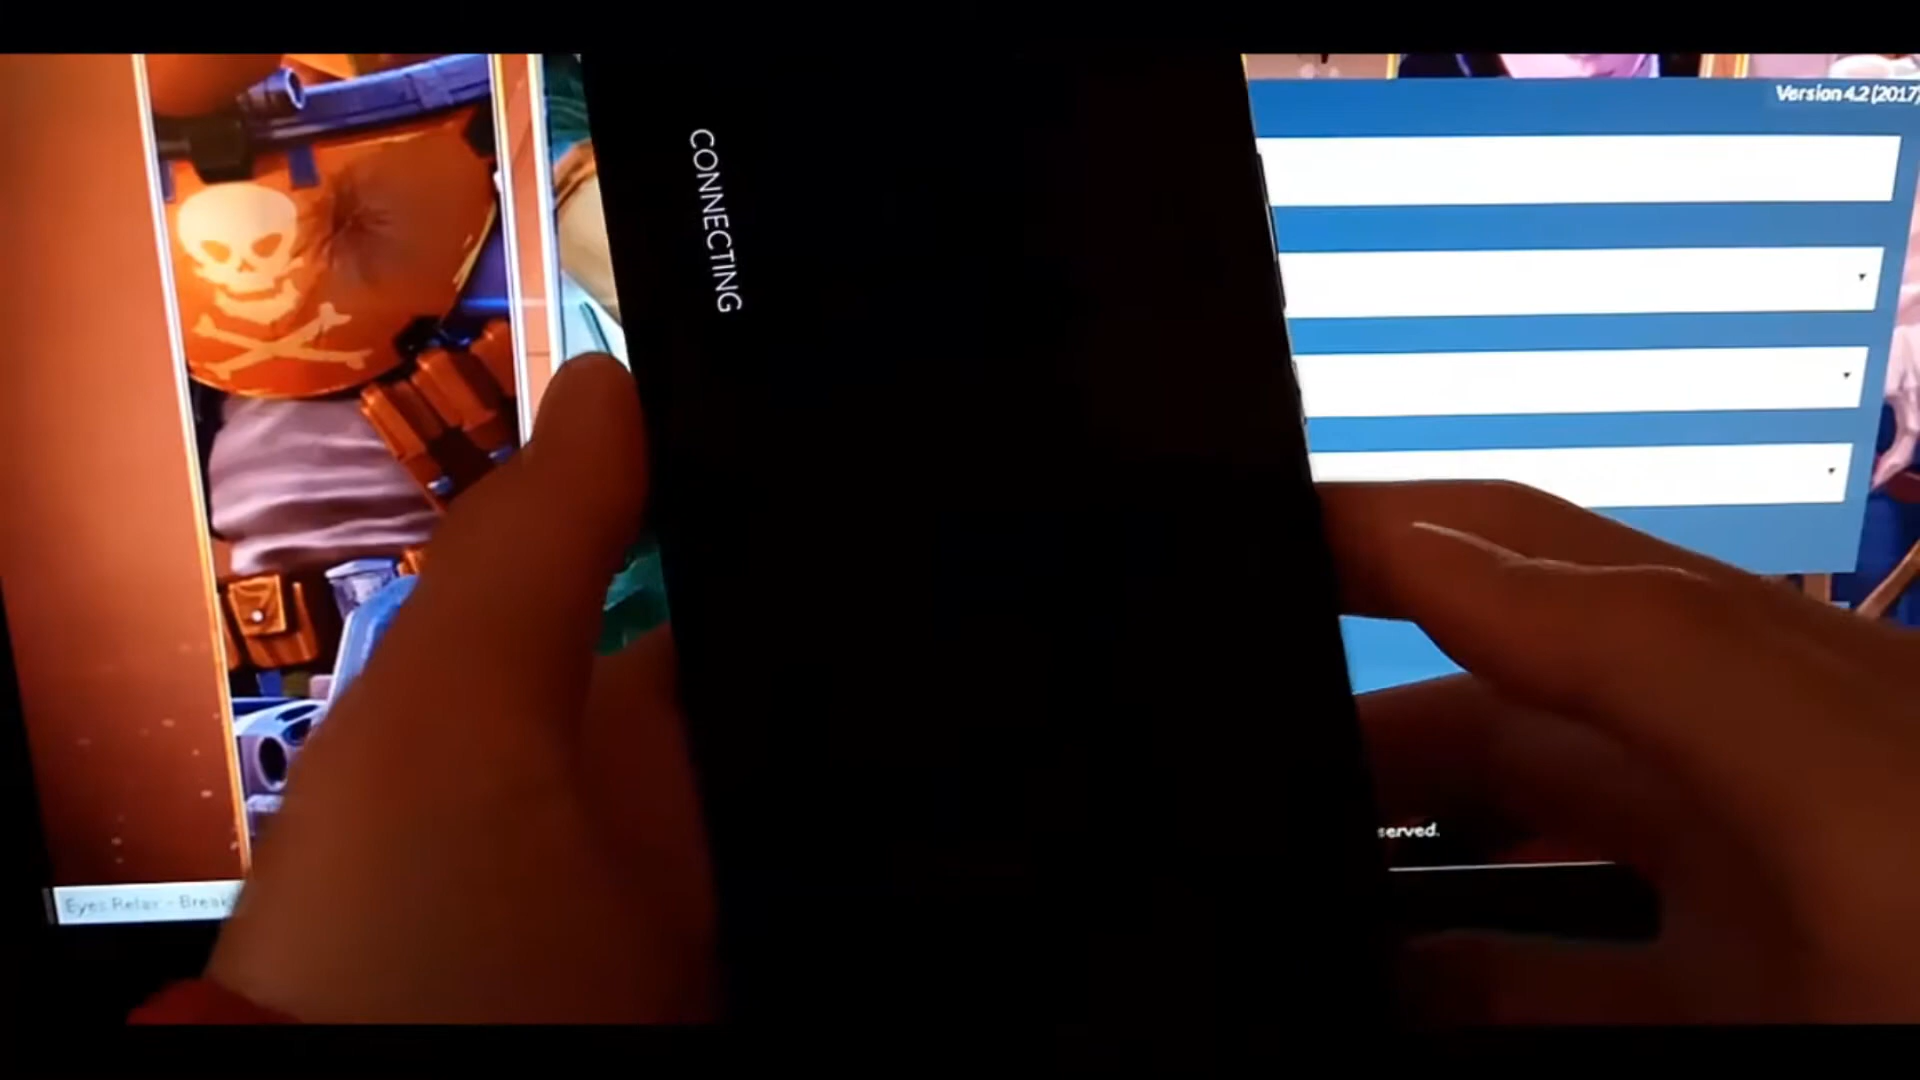 Version 4.2 (2017)
CONNECTING
served.
Eyes Relax - Break